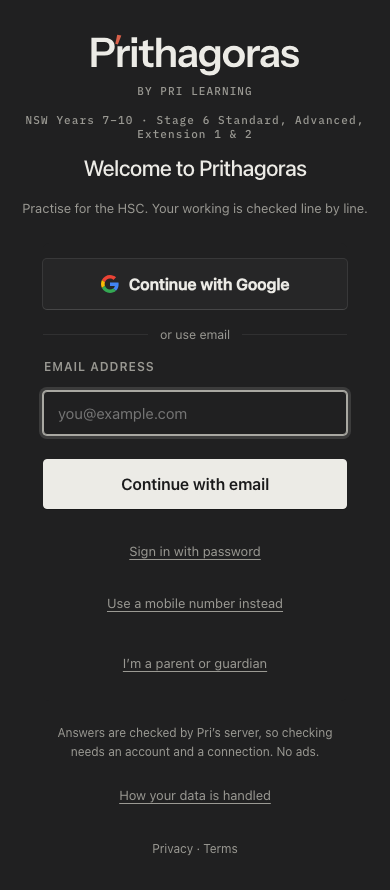 Prithagoras
BY PRI LEARNING
NSW Years 7–10 · Stage 6 Standard, Advanced,
Extension 1 & 2
Welcome to Prithagoras
Practise for the HSC. Your working is checked line by line.
Continue with Google
or use email
EMAIL ADDRESS
you@example.com
Continue with email
Sign in with password
Use a mobile number instead
I’m a parent or guardian
Answers are checked by Pri’s server, so checking
needs an account and a connection. No ads.
How your data is handled
Privacy · Terms